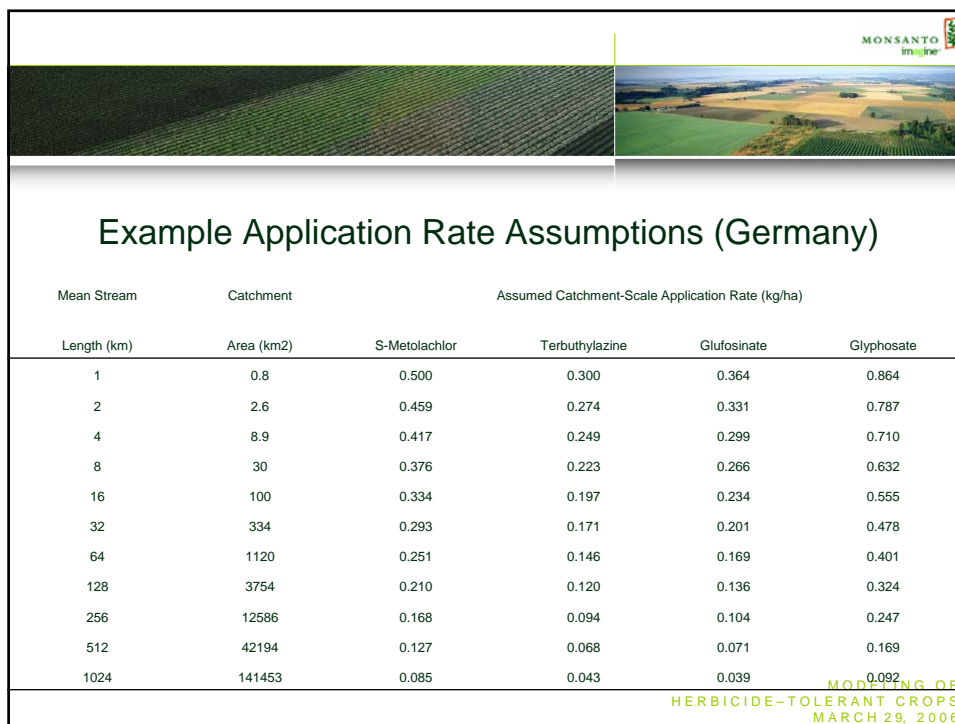 MONSANTO
imagine
Example Application Rate Assumptions (Germany)
Mean Stream Catchment Assumed Catchment-Scale Application Rate (kg/ha)
Length (km) Area (km2) S-Metolachlor Terbuthylazine Glufosinate Glyphosate
1 0.8 0.500 0.300 0.364 0.864
2 2.6 0.459 0.274 0.331 0.787
4 8.9 0.417 0.249 0.299 0.710
8 30 0.376 0.223 0.266 0.632
16 100 0.334 0.197 0.234 0.555
32 334 0.293 0.171 0.201 0.478
64 1120 0.251 0.146 0.169 0.401
128 3754 0.210 0.120 0.136 0.324
256 12586 0.168 0.094 0.104 0.247
512 42194 0.127 0.068 0.071 0.169
1024 141453 0.085 0.043 0.039 0.092
MODELING OF
HERBICIDE–TOLERANT CROPS
MARCH 29, 2006